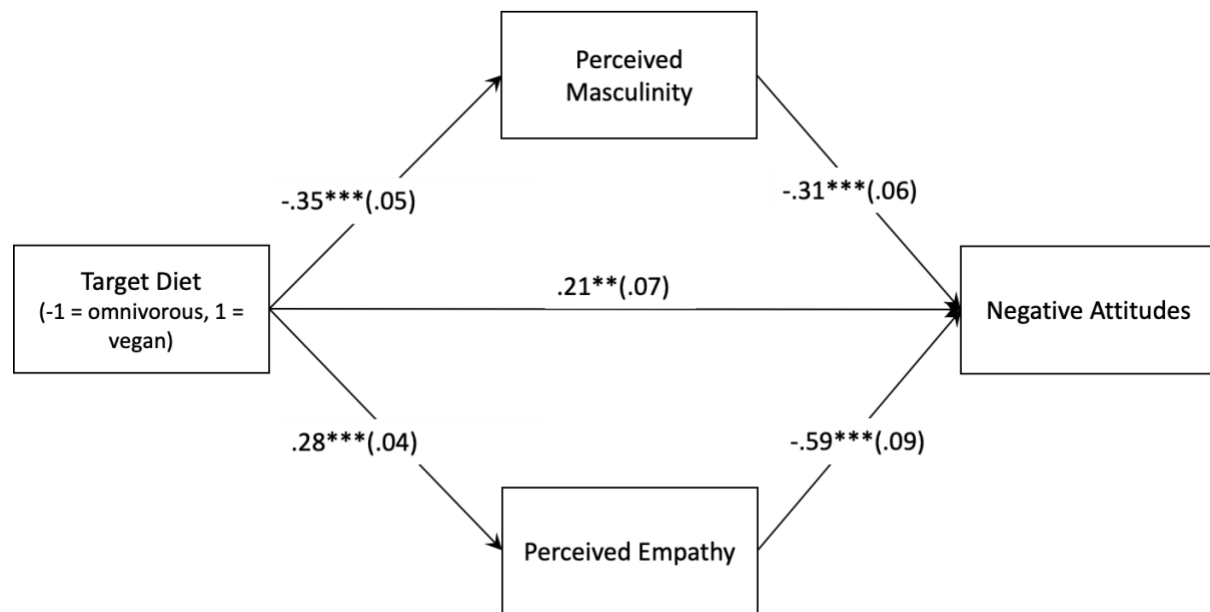 Perceived
Masculinity
-.35***(.05)
-.31***(.06)
Target Diet
(-1 = omnivorous, 1 =
vegan)
.21**(.07)
Negative Attitudes
.28***(.04)
-.59***(.09)
Perceived Empathy